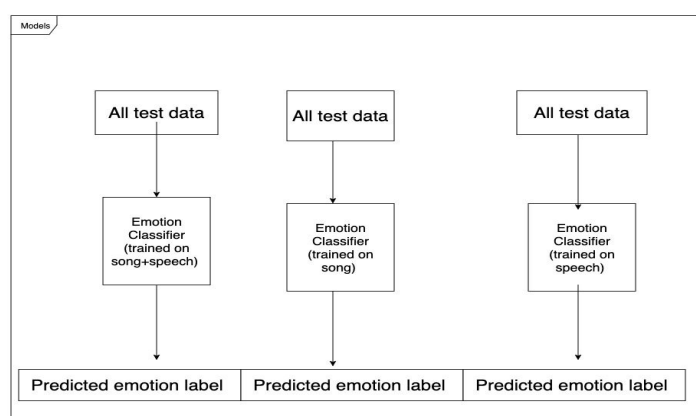 Models
All test data
All test data
All test data
Emotion
Classifier
(trained on
song+speech)
Emotion
Classifier
(trained on
song)
Emotion
Classifier
(trained on
speech)
Predicted emotion label
Predicted emotion label
Predicted emotion label